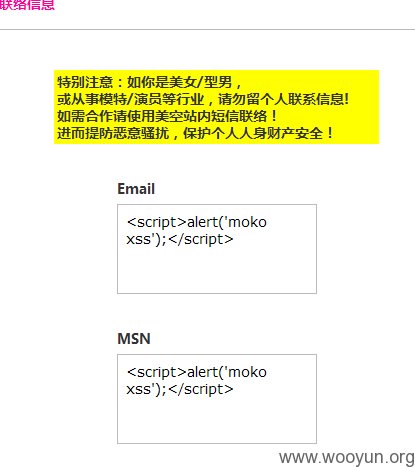 联络信息
特别注意：如你是美女/型男，
或从事模特/演员等行业，请勿留个人联系信息!
如需合作请使用美空站内短信联络！
进而提防恶意骚扰，保护个人人身财产安全！
Email
<script>alert('moko
xss');</script>
MSN
<script>alert('moko
xss');</script>
www.wooyun.org